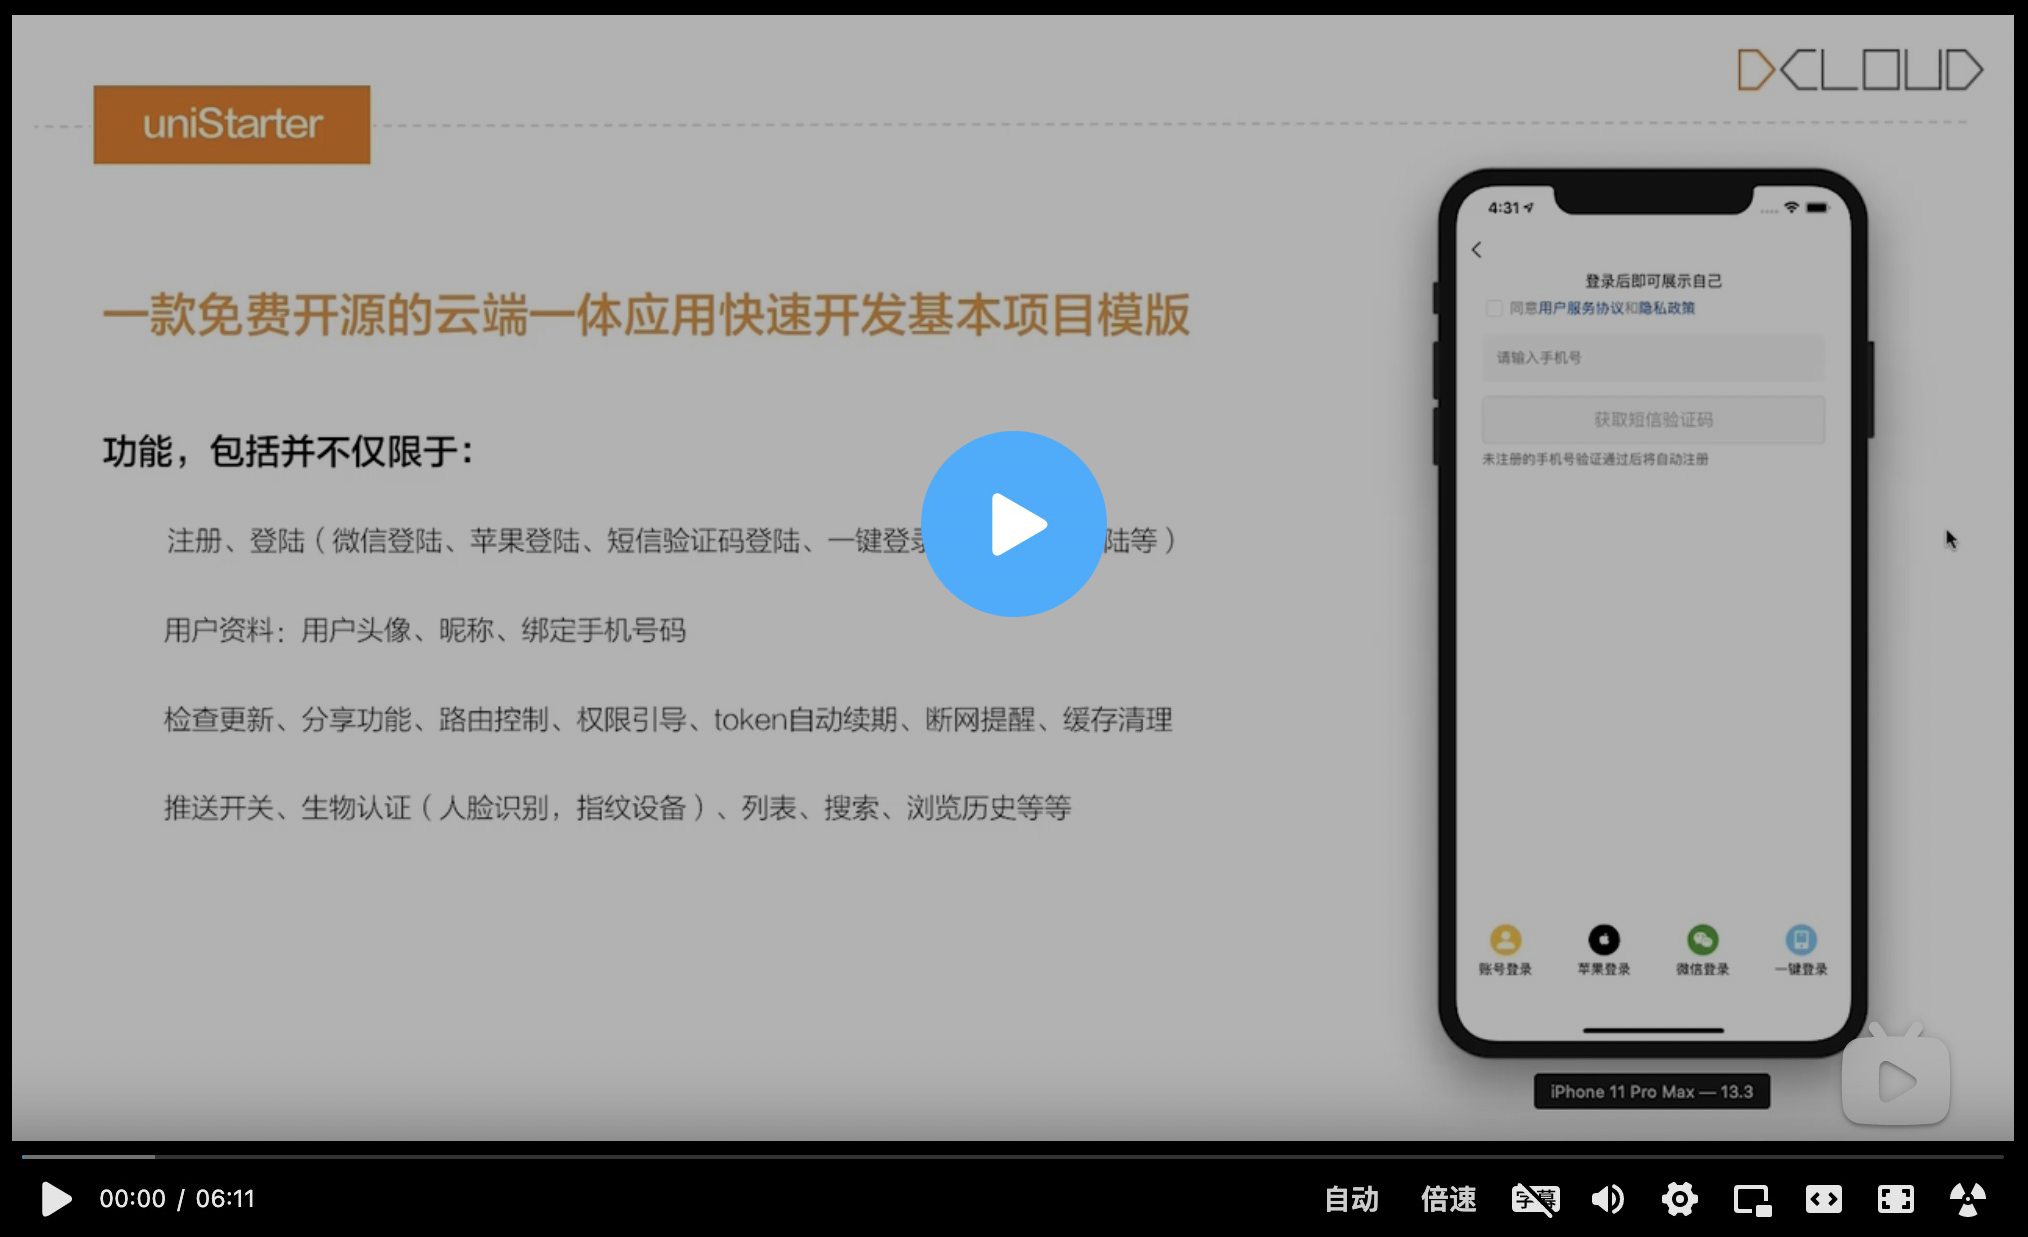 DCLOUD
uniStarter
一款免费开源的云端一体应用快速开发基本项目模版
功能，包括并不仅限于：
注册、登陆（微信登陆、苹果登陆、短信验证码登陆、一键登录 陆等）
用户资料：用户头像、昵称、绑定手机号码
检查更新、分享功能、路由控制、权限引导、token自动续期、断网提醒、缓存清理
推送开关、生物认证（人脸识别，指纹设备）、列表、搜索、浏览历史等等
4:31
登录后即可展示自己
同意用户服务协议和隐私政策
请输入手机号
获取短信验证码
未注册的手机号验证通过后将自动注册
账号登录
苹果登录
微信登录
一键登录
iPhone 11 Pro Max — 13.3
00:00 / 06:11
自动
倍速
字幕